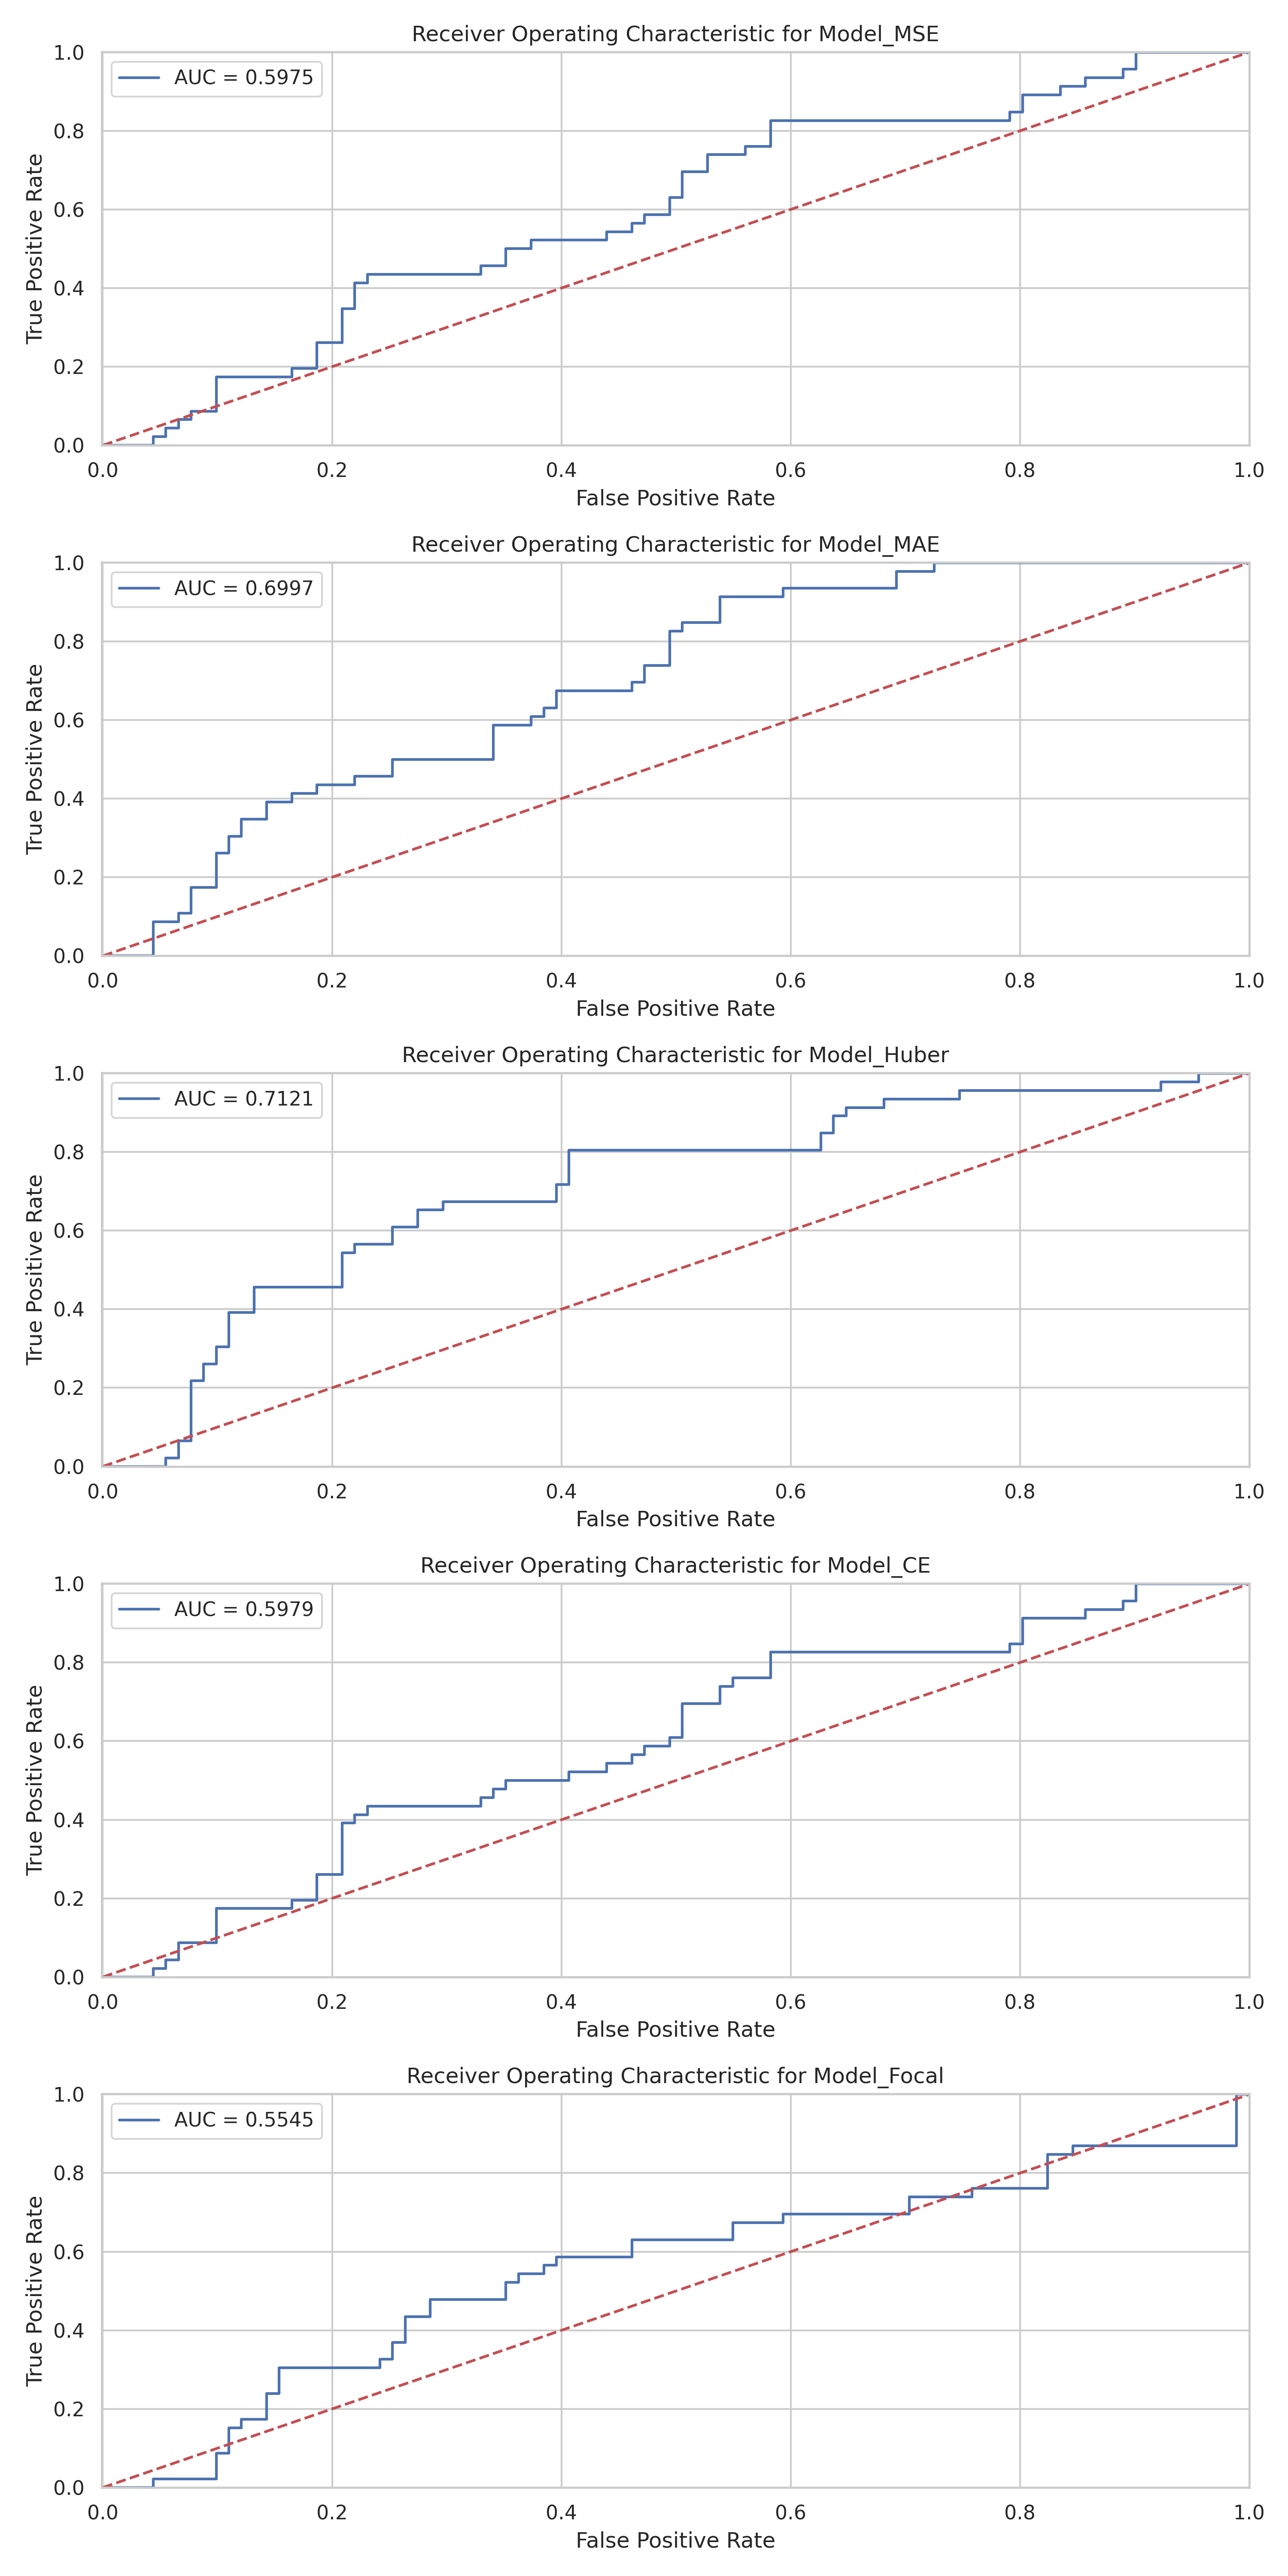 Receiver Operating Characteristic for Model_MSE
1.0
AUC = 0.5975
0.8
0.6
0.4
0.2
0.0
True Positive Rate
0.0 0.2 0.4 0.6 0.8 1.0
False Positive Rate
Receiver Operating Characteristic for Model_MAE
1.0
AUC = 0.6997
0.8
0.6
0.4
0.2
0.0
True Positive Rate
0.0 0.2 0.4 0.6 0.8 1.0
False Positive Rate
Receiver Operating Characteristic for Model_Huber
1.0
AUC = 0.7121
0.8
0.6
0.4
0.2
0.0
True Positive Rate
0.0 0.2 0.4 0.6 0.8 1.0
False Positive Rate
Receiver Operating Characteristic for Model_CE
1.0
AUC = 0.5979
0.8
0.6
0.4
0.2
0.0
True Positive Rate
0.0 0.2 0.4 0.6 0.8 1.0
False Positive Rate
Receiver Operating Characteristic for Model_Focal
1.0
AUC = 0.5545
0.8
0.6
0.4
0.2
0.0
True Positive Rate
0.0 0.2 0.4 0.6 0.8 1.0
False Positive Rate